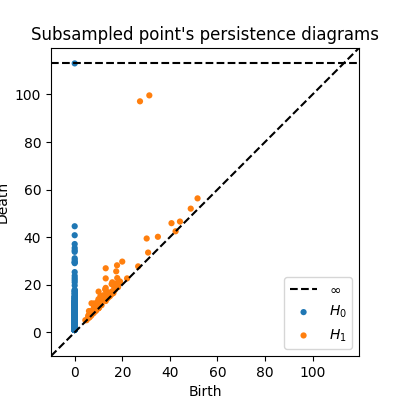 Subsampled point's persistence diagrams
100
80
60
40
20
0
Death
∞
H₀
H₁
0 20 40 60 80 100
Birth